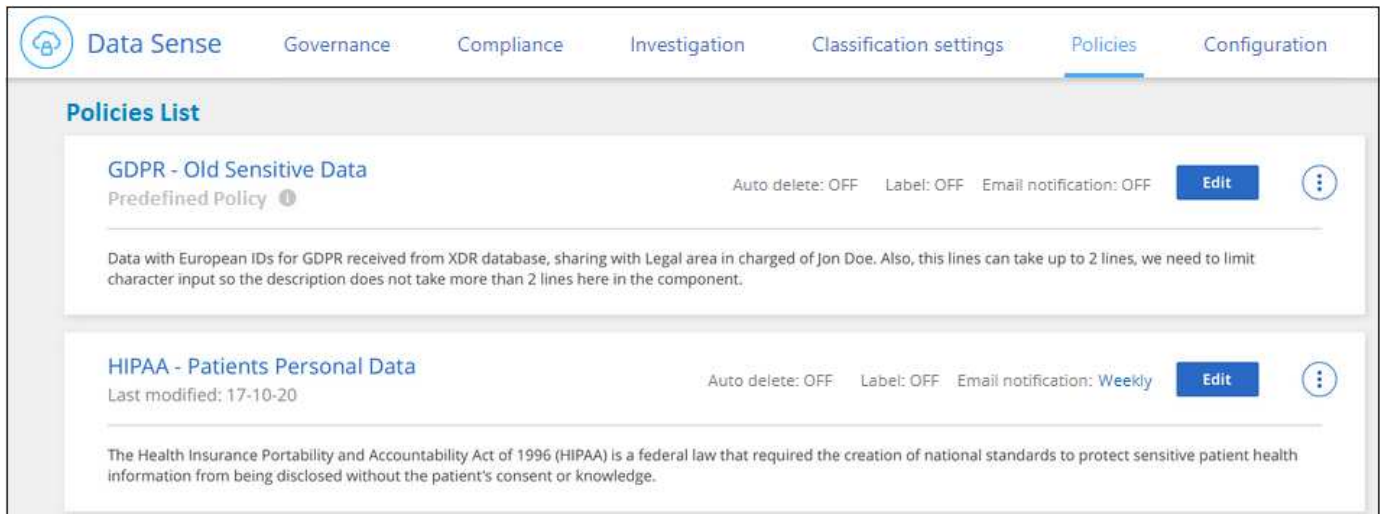 Data Sense Governance Compliance Investigation Classification settings Policies Configuration
Policies List
GDPR - Old Sensitive Data
Predefined Policy i
Auto delete: OFF Label: OFF Email notification: OFF Edit
Data with European IDs for GDPR received from XDR database, sharing with Legal area in charged of Jon Doe. Also, this lines can take up to 2 lines, we need to limit
character input so the description does not take more than 2 lines here in the component.
HIPAA - Patients Personal Data
Last modified: 17-10-20
Auto delete: OFF Label: OFF Email notification: Weekly Edit
The Health Insurance Portability and Accountability Act of 1996 (HIPAA) is a federal law that required the creation of national standards to protect sensitive patient health
information from being disclosed without the patient's consent or knowledge.